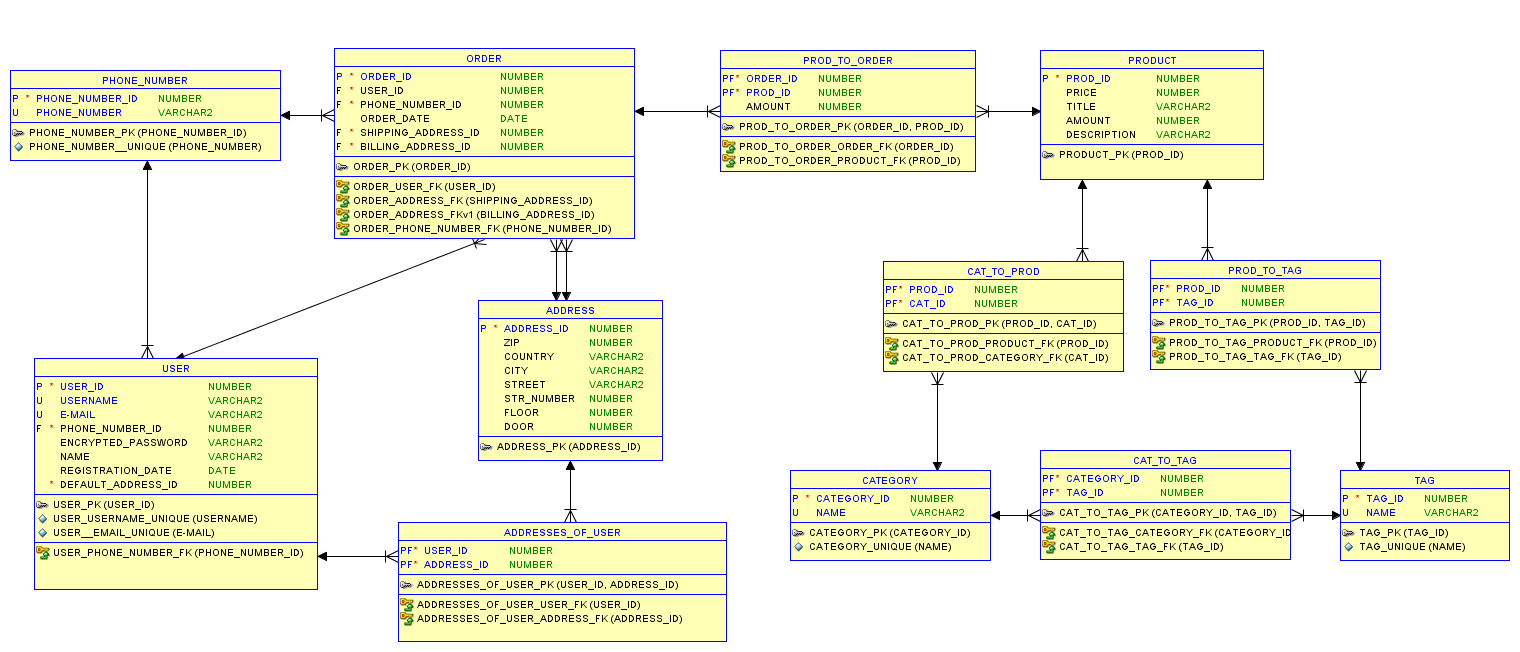 PHONE_NUMBER
P * PHONE_NUMBER_ID NUMBER
U PHONE_NUMBER VARCHAR2
PHONE_NUMBER_PK (PHONE_NUMBER_ID)
PHONE_NUMBER__UNIQUE (PHONE_NUMBER)
ORDER
P * ORDER_ID NUMBER
F * USER_ID NUMBER
F * PHONE_NUMBER_ID NUMBER
ORDER_DATE DATE
F * SHIPPING_ADDRESS_ID NUMBER
F * BILLING_ADDRESS_ID NUMBER
ORDER_PK (ORDER_ID)
ORDER_USER_FK (USER_ID)
ORDER_ADDRESS_FK (SHIPPING_ADDRESS_ID)
ORDER_ADDRESS_FKv1 (BILLING_ADDRESS_ID)
ORDER_PHONE_NUMBER_FK (PHONE_NUMBER_ID)
PROD_TO_ORDER
PF* ORDER_ID NUMBER
PF* PROD_ID NUMBER
AMOUNT NUMBER
PROD_TO_ORDER_PK (ORDER_ID, PROD_ID)
PROD_TO_ORDER_ORDER_FK (ORDER_ID)
PROD_TO_ORDER_PRODUCT_FK (PROD_ID)
PRODUCT
P * PROD_ID NUMBER
PRICE NUMBER
TITLE VARCHAR2
AMOUNT NUMBER
DESCRIPTION VARCHAR2
PRODUCT_PK (PROD_ID)
CAT_TO_PROD
PF* PROD_ID NUMBER
PF* CAT_ID NUMBER
CAT_TO_PROD_PK (PROD_ID, CAT_ID)
CAT_TO_PROD_PRODUCT_FK (PROD_ID)
CAT_TO_PROD_CATEGORY_FK (CAT_ID)
PROD_TO_TAG
PF* PROD_ID NUMBER
PF* TAG_ID NUMBER
PROD_TO_TAG_PK (PROD_ID, TAG_ID)
PROD_TO_TAG_PRODUCT_FK (PROD_ID)
PROD_TO_TAG_TAG_FK (TAG_ID)
ADDRESS
P * ADDRESS_ID NUMBER
ZIP NUMBER
COUNTRY VARCHAR2
CITY VARCHAR2
STREET VARCHAR2
STR_NUMBER NUMBER
FLOOR NUMBER
DOOR NUMBER
ADDRESS_PK (ADDRESS_ID)
USER
P * USER_ID NUMBER
U USERNAME VARCHAR2
U E-MAIL VARCHAR2
F * PHONE_NUMBER_ID NUMBER
ENCRYPTED_PASSWORD VARCHAR2
NAME VARCHAR2
REGISTRATION_DATE DATE
* DEFAULT_ADDRESS_ID NUMBER
USER_PK (USER_ID)
USER_USERNAME_UNIQUE (USERNAME)
USER__EMAIL_UNIQUE (E-MAIL)
USER_PHONE_NUMBER_FK (PHONE_NUMBER_ID)
ADDRESSES_OF_USER
PF* USER_ID NUMBER
PF* ADDRESS_ID NUMBER
ADDRESSES_OF_USER_PK (USER_ID, ADDRESS_ID)
ADDRESSES_OF_USER_USER_FK (USER_ID)
ADDRESSES_OF_USER_ADDRESS_FK (ADDRESS_ID)
CATEGORY
P * CATEGORY_ID NUMBER
U NAME VARCHAR2
CATEGORY_PK (CATEGORY_ID)
CATEGORY_UNIQUE (NAME)
CAT_TO_TAG
PF* CATEGORY_ID NUMBER
PF* TAG_ID NUMBER
CAT_TO_TAG_PK (CATEGORY_ID, TAG_ID)
CAT_TO_TAG_CATEGORY_FK (CATEGORY_ID
CAT_TO_TAG_TAG_FK (TAG_ID)
TAG
P * TAG_ID NUMBER
U NAME VARCHAR2
TAG_PK (TAG_ID)
TAG_UNIQUE (NAME)